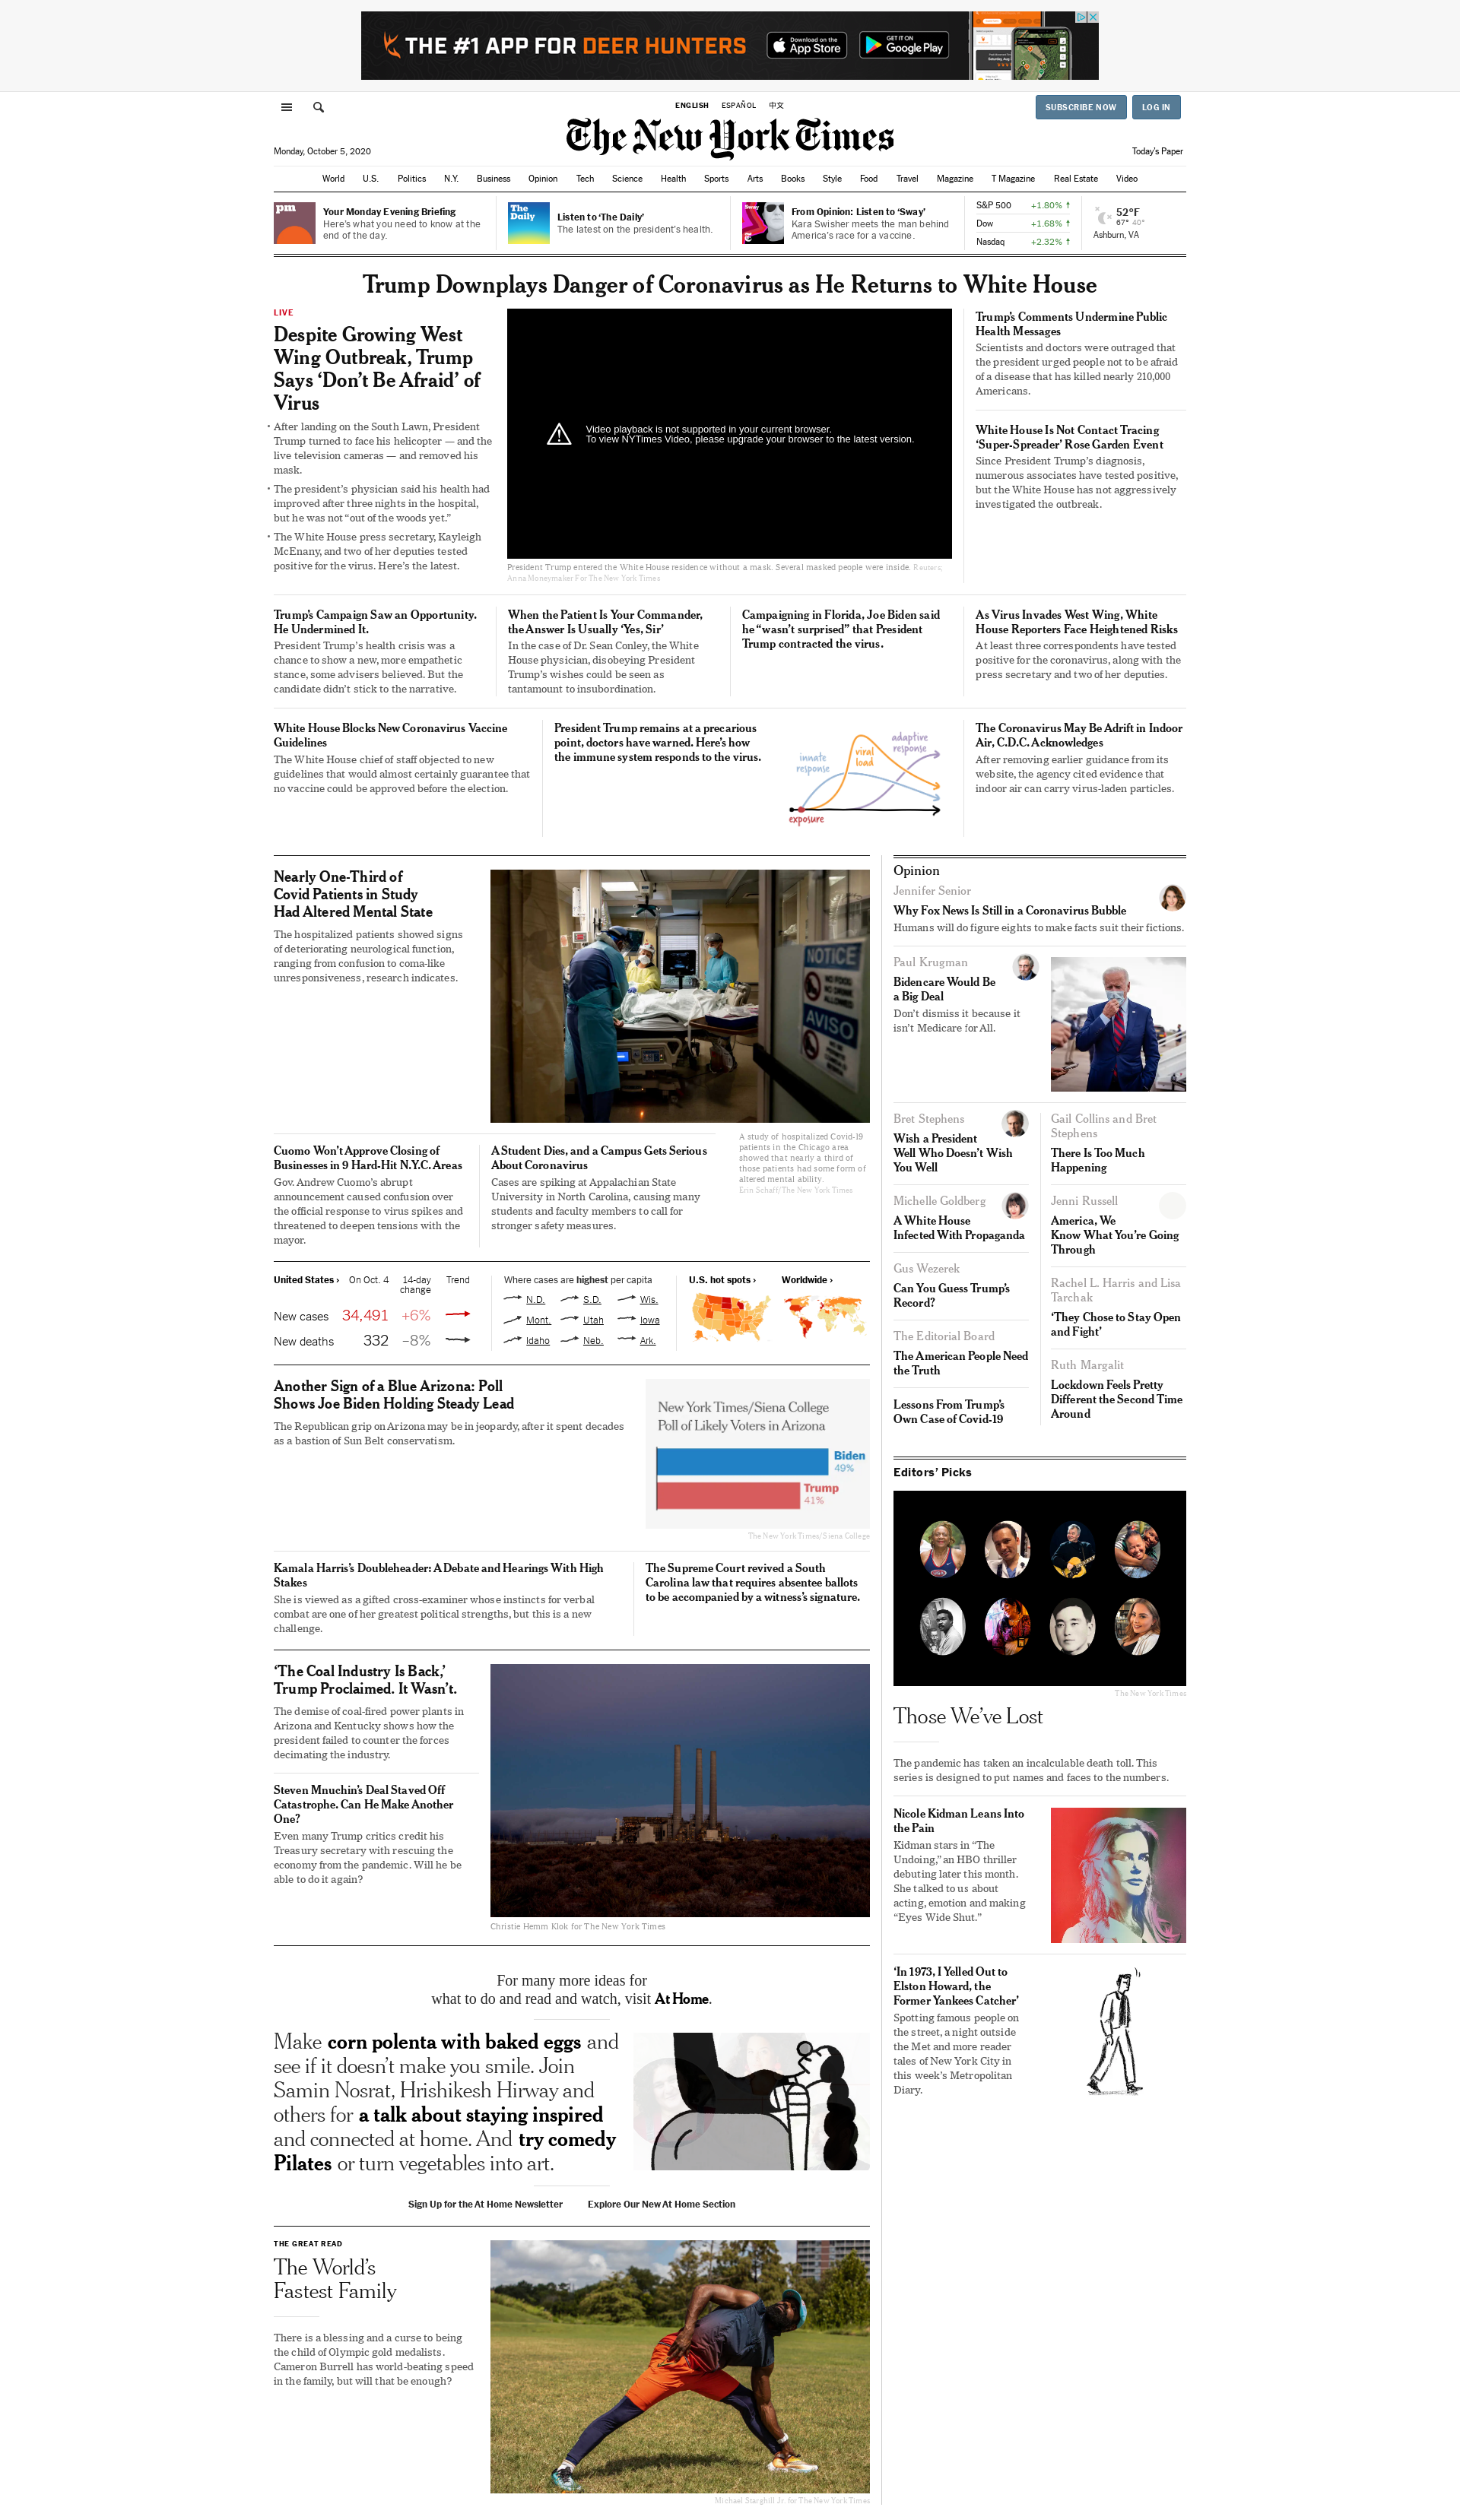 THE #1 APP FOR DEER HUNTERS
Download on the
App Store
GET IT ON
Google Play
ENGLISH ESPAÑOL 中文
SUBSCRIBE NOW LOG IN
The New York Times
Monday, October 5, 2020
Today's Paper
World U.S. Politics N.Y. Business Opinion Tech Science Health Sports Arts Books Style Food Travel Magazine T Magazine Real Estate Video
pm
Your Monday Evening Briefing
Here's what you need to know at the
end of the day.
The
Daily
Listen to 'The Daily'
The latest on the president's health.
Sway
From Opinion: Listen to 'Sway'
Kara Swisher meets the man behind
America's race for a vaccine.
S&P 500 +1.80%
Dow +1.68%
Nasdaq +2.32%
52°F
67° 40°
Ashburn, VA
Trump Downplays Danger of Coronavirus as He Returns to White House
LIVE
Despite Growing West
Wing Outbreak, Trump
Says 'Don't Be Afraid' of
Virus
• After landing on the South Lawn, President
Trump turned to face his helicopter — and the
live television cameras — and removed his
mask.
• The president's physician said his health had
improved after three nights in the hospital,
but he was not "out of the woods yet."
• The White House press secretary, Kayleigh
McEnany, and two of her deputies tested
positive for the virus. Here's the latest.
Video playback is not supported in your current browser.
To view NYTimes Video, please upgrade your browser to the latest version.
President Trump entered the White House residence without a mask. Several masked people were inside. Reuters;
Anna Moneymaker For The New York Times
Trump's Comments Undermine Public
Health Messages
Scientists and doctors were outraged that
the president urged people not to be afraid
of a disease that has killed nearly 210,000
Americans.
White House Is Not Contact Tracing
'Super-Spreader' Rose Garden Event
Since President Trump's diagnosis,
numerous associates have tested positive,
but the White House has not aggressively
investigated the outbreak.
Trump's Campaign Saw an Opportunity.
He Undermined It.
President Trump's health crisis was a
chance to show a new, more empathetic
stance, some advisers believed. But the
candidate didn't stick to the narrative.
When the Patient Is Your Commander,
the Answer Is Usually 'Yes, Sir'
In the case of Dr. Sean Conley, the White
House physician, disobeying President
Trump's wishes could be seen as
tantamount to insubordination.
Campaigning in Florida, Joe Biden said
he "wasn't surprised" that President
Trump contracted the virus.
As Virus Invades West Wing, White
House Reporters Face Heightened Risks
At least three correspondents have tested
positive for the coronavirus, along with the
press secretary and two of her deputies.
White House Blocks New Coronavirus Vaccine
Guidelines
The White House chief of staff objected to new
guidelines that would almost certainly guarantee that
no vaccine could be approved before the election.
President Trump remains at a precarious
point, doctors have warned. Here's how
the immune system responds to the virus.
innate
response
viral
load
adaptive
response
exposure
The Coronavirus May Be Adrift in Indoor
Air, C.D.C. Acknowledges
After removing earlier guidance from its
website, the agency cited evidence that
indoor air can carry virus-laden particles.
Nearly One-Third of
Covid Patients in Study
Had Altered Mental State
The hospitalized patients showed signs
of deteriorating neurological function,
ranging from confusion to coma-like
unresponsiveness, research indicates.
NOTICE
AVISO
A study of hospitalized Covid-19
patients in the Chicago area
showed that nearly a third of
those patients had some form of
altered mental ability.
Erin Schaff/The New York Times
Cuomo Won't Approve Closing of
Businesses in 9 Hard-Hit N.Y.C. Areas
Gov. Andrew Cuomo's abrupt
announcement caused confusion over
the official response to virus spikes and
threatened to deepen tensions with the
mayor.
A Student Dies, and a Campus Gets Serious
About Coronavirus
Cases are spiking at Appalachian State
University in North Carolina, causing many
students and faculty members to call for
stronger safety measures.
United States › On Oct. 4 14-day
change Trend
New cases 34,491 +6%
New deaths 332 –8%
Where cases are highest per capita
N.D. S.D. Wis.
Mont. Utah Iowa
Idaho Neb. Ark.
U.S. hot spots › Worldwide ›
Another Sign of a Blue Arizona: Poll
Shows Joe Biden Holding Steady Lead
The Republican grip on Arizona may be in jeopardy, after it spent decades
as a bastion of Sun Belt conservatism.
New York Times/Siena College
Poll of Likely Voters in Arizona
Biden
49%
Trump
41%
The New York Times/Siena College
Kamala Harris's Doubleheader: A Debate and Hearings With High
Stakes
She is viewed as a gifted cross-examiner whose instincts for verbal
combat are one of her greatest political strengths, but this is a new
challenge.
The Supreme Court revived a South
Carolina law that requires absentee ballots
to be accompanied by a witness's signature.
'The Coal Industry Is Back,'
Trump Proclaimed. It Wasn't.
The demise of coal-fired power plants in
Arizona and Kentucky shows how the
president failed to counter the forces
decimating the industry.
Steven Mnuchin's Deal Staved Off
Catastrophe. Can He Make Another
One?
Even many Trump critics credit his
Treasury secretary with rescuing the
economy from the pandemic. Will he be
able to do it again?
Christie Hemm Klok for The New York Times
For many more ideas for
what to do and read and watch, visit At Home.
Make corn polenta with baked eggs and
see if it doesn't make you smile. Join
Samin Nosrat, Hrishikesh Hirway and
others for a talk about staying inspired
and connected at home. And try comedy
Pilates or turn vegetables into art.
Sign Up for the At Home Newsletter Explore Our New At Home Section
THE GREAT READ
The World's
Fastest Family
There is a blessing and a curse to being
the child of Olympic gold medalists.
Cameron Burrell has world-beating speed
in the family, but will that be enough?
Michael Starghill Jr. for The New York Times
Opinion
Jennifer Senior
Why Fox News Is Still in a Coronavirus Bubble
Humans will do figure eights to make facts suit their fictions.
Paul Krugman
Bidencare Would Be
a Big Deal
Don't dismiss it because it
isn't Medicare for All.
Bret Stephens
Wish a President
Well Who Doesn't Wish
You Well
Michelle Goldberg
A White House
Infected With Propaganda
Gus Wezerek
Can You Guess Trump's
Record?
The Editorial Board
The American People Need
the Truth
Lessons From Trump's
Own Case of Covid-19
Gail Collins and Bret
Stephens
There Is Too Much
Happening
Jenni Russell
America, We
Know What You're Going
Through
Rachel L. Harris and Lisa
Tarchak
'They Chose to Stay Open
and Fight'
Ruth Margalit
Lockdown Feels Pretty
Different the Second Time
Around
Editors' Picks
The New York Times
Those We've Lost
The pandemic has taken an incalculable death toll. This
series is designed to put names and faces to the numbers.
Nicole Kidman Leans Into
the Pain
Kidman stars in "The
Undoing," an HBO thriller
debuting later this month.
She talked to us about
acting, emotion and making
"Eyes Wide Shut."
'In 1973, I Yelled Out to
Elston Howard, the
Former Yankees Catcher'
Spotting famous people on
the street, a night outside
the Met and more reader
tales of New York City in
this week's Metropolitan
Diary.